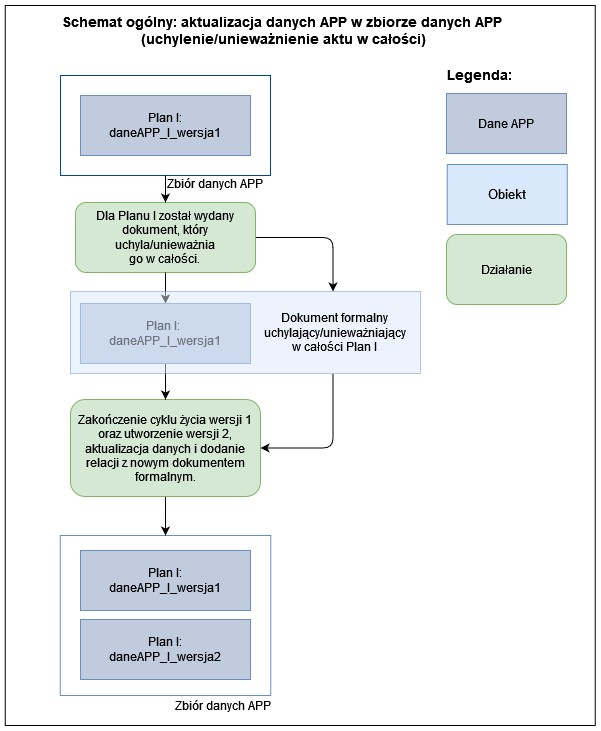 Schemat ogólny: aktualizacja danych APP w zbiorze danych APP
(uchylenie/unieważnienie aktu w całości)
Legenda:
Dane APP
Obiekt
Działanie
Plan I:
daneAPP_I_wersja1
Zbiór danych APP
Dla Planu I został wydany
dokument, który
uchyla/unieważnia
go w całości.
Plan I:
daneAPP_I_wersja1
Dokument formalny
uchylający/unieważniający
w całości Plan I
Zakończenie cyklu życia wersji 1
oraz utworzenie wersji 2,
aktualizacja danych i dodanie
relacji z nowym dokumentem
formalnym.
Plan I:
daneAPP_I_wersja1
Plan I:
daneAPP_I_wersja2
Zbiór danych APP